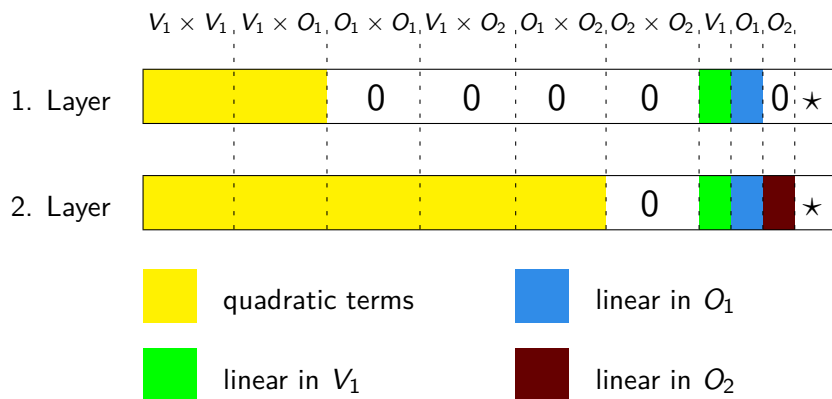 V₁ × V₁ V₁ × O₁ O₁ × O₁ V₁ × O₂ O₁ × O₂ O₂ × O₂ V₁ O₁ O₂
1. Layer 0 0 0 0 0 ⋆
2. Layer 0 ⋆
quadratic terms linear in O₁
linear in V₁ linear in O₂